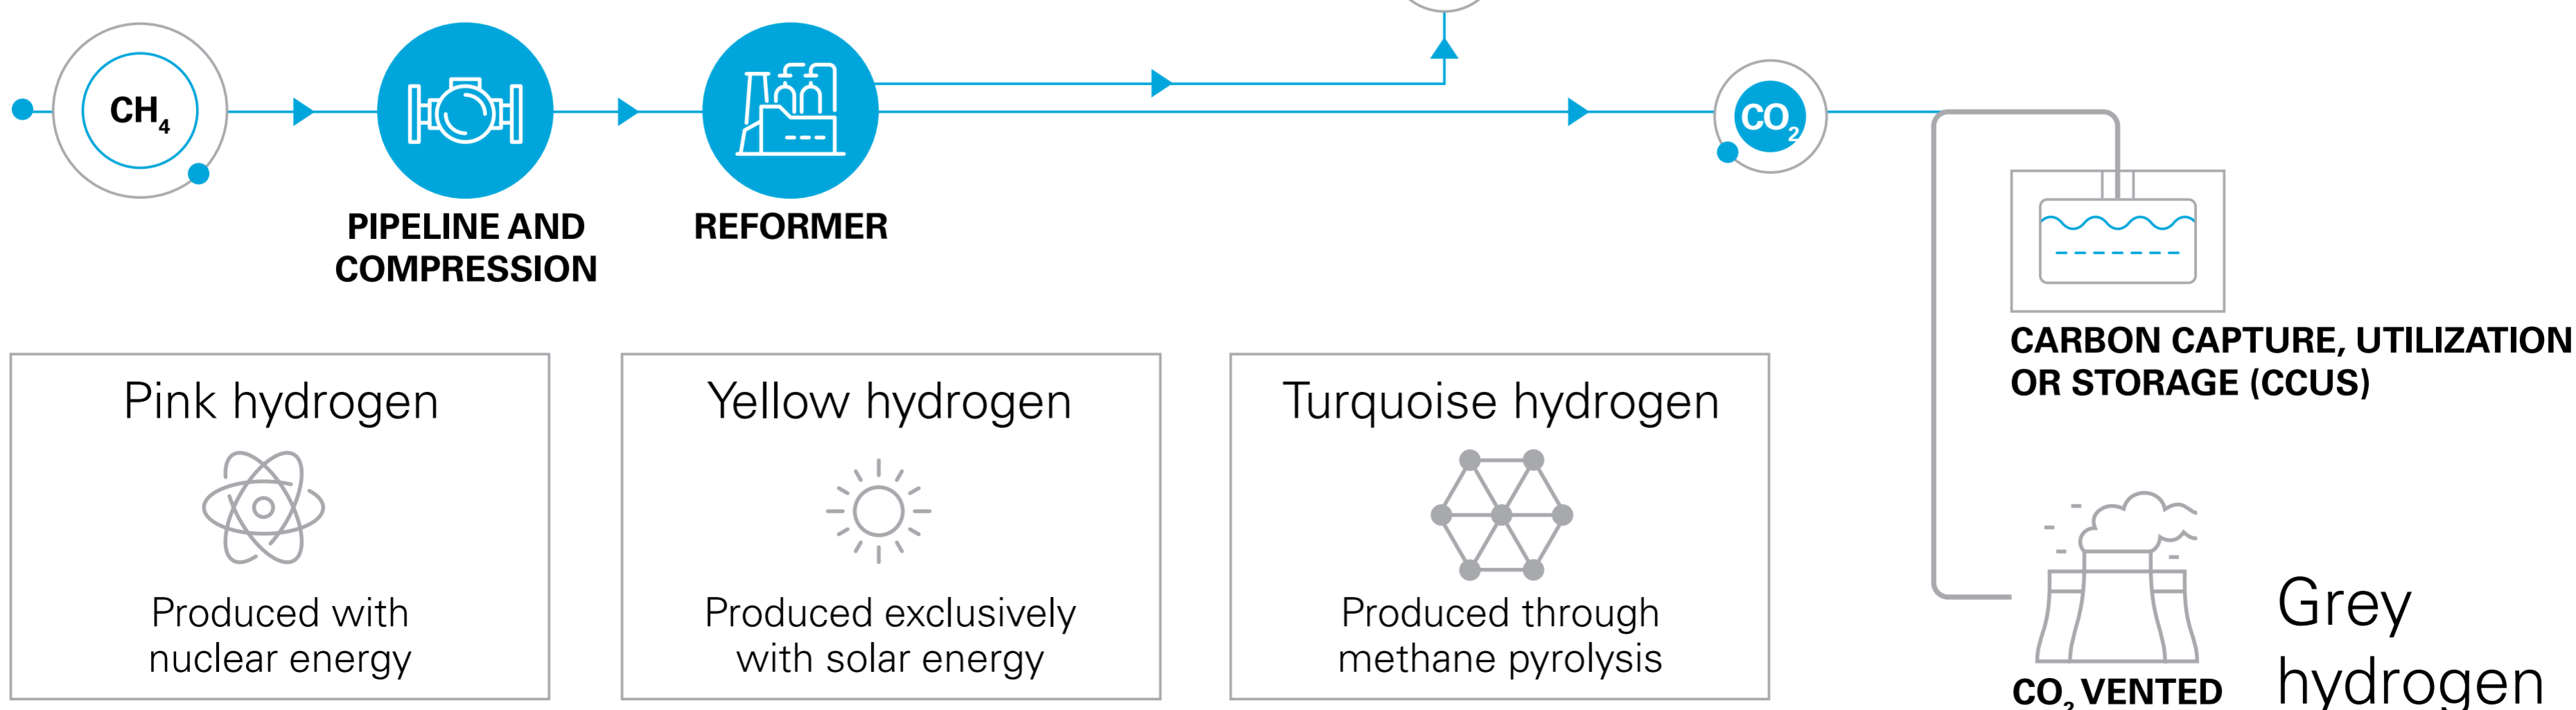 CH₄
PIPELINE AND
COMPRESSION
REFORMER
CO₂
CARBON CAPTURE, UTILIZATION
OR STORAGE (CCUS)
Pink hydrogen
Produced with
nuclear energy
Yellow hydrogen
Produced exclusively
with solar energy
Turquoise hydrogen
Produced through
methane pyrolysis
CO₂ VENTED
Grey
hydrogen